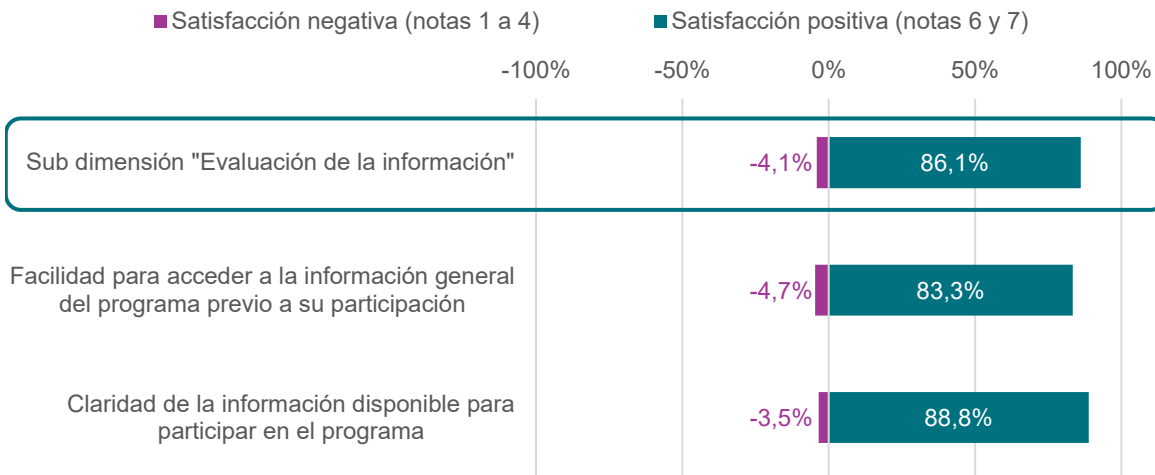 Satisfacción negativa (notas 1 a 4)
Satisfacción positiva (notas 6 y 7)
-100%
-50%
0%
50%
100%
Sub dimensión "Evaluación de la información"
-4,1%
86,1%
Facilidad para acceder a la información general
del programa previo a su participación
-4,7%
83,3%
Claridad de la información disponible para
participar en el programa
-3,5%
88,8%